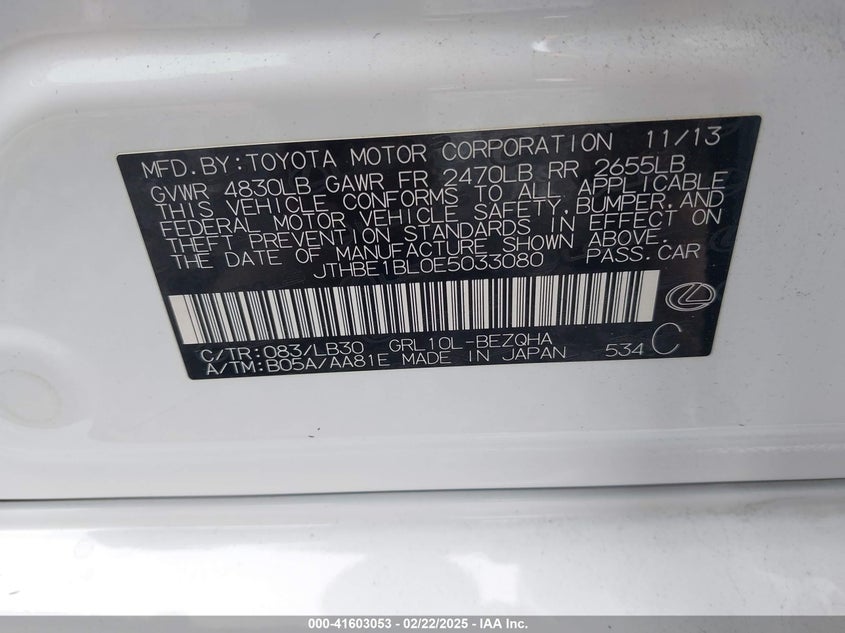 MFD.BY:TOYOTA MOTOR CORPORATION 11/13
GVWR 4830LB GAWR FR 2470LB RR 2655LB
THIS VEHICLE CONFORMS TO ALL APPLICABLE
FEDERAL MOTOR VEHICLE SAFETY,BUMPER,AND
THEFT PREVENTION STANDARDS IN EFFECT ON
THE DATE OF MANUFACTURE SHOWN ABOVE.
JTHBE1BL0E5033080 PASS.CAR
C/TR:083/LB30 GRL10L-BEZQHA
A/TM:B05A/AA81E MADE IN JAPAN 534 C
000-41603053 - 02/22/2025 - IAA Inc.